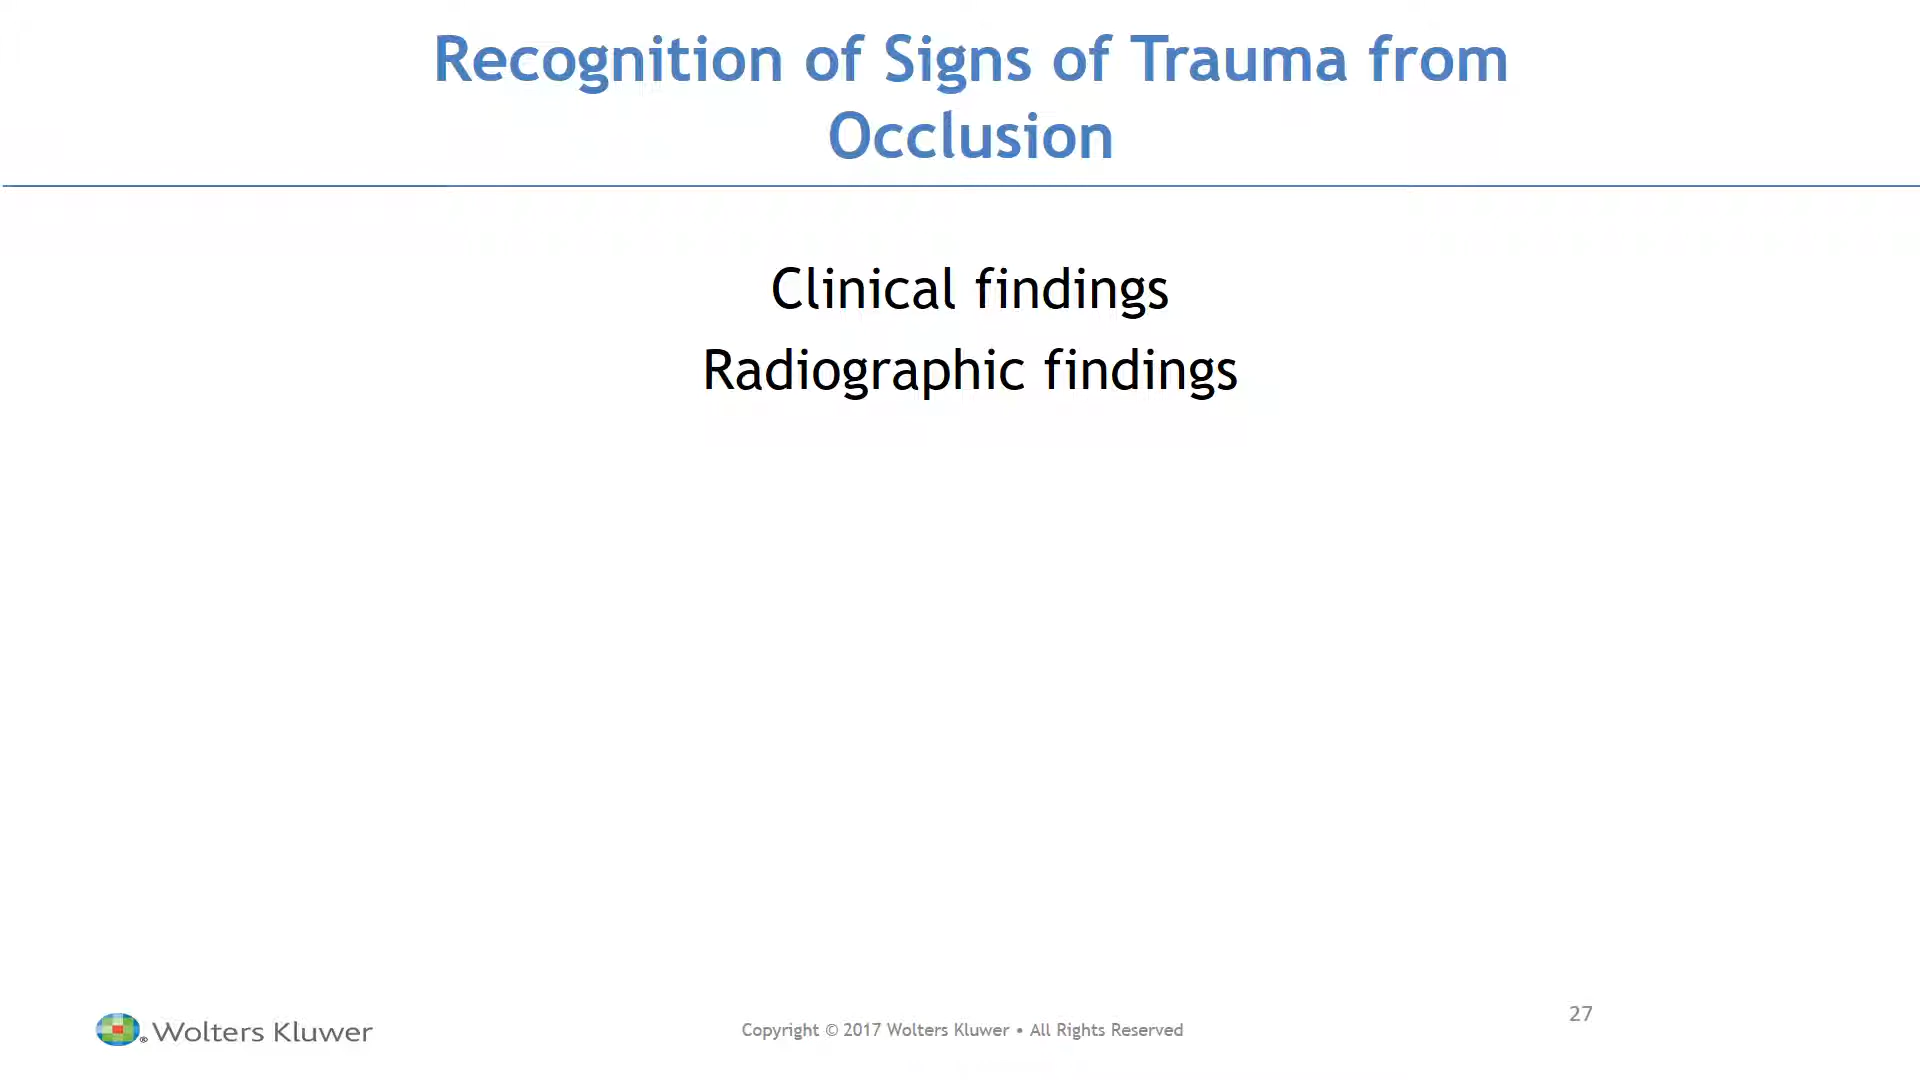 Recognition of Signs of Trauma from
Occlusion
Clinical findings
Radiographic findings
Wolters Kluwer
Copyright © 2017 Wolters Kluwer • All Rights Reserved
27